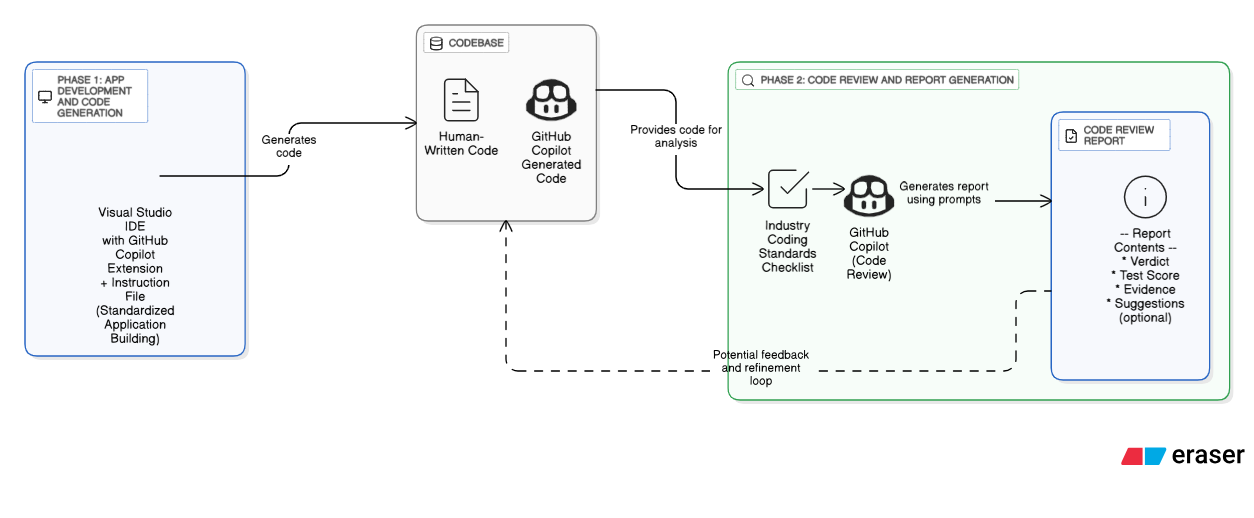 PHASE 1: APP
DEVELOPMENT
AND CODE
GENERATION
Visual Studio
IDE
with GitHub
Copilot
Extension
+ Instruction
File
(Standardized
Application
Building)
Generates
code
CODEBASE
Human-
Written Code
GitHub
Copilot
Generated
Code
Provides code for
analysis
PHASE 2: CODE REVIEW AND REPORT GENERATION
Industry
Coding
Standards
Checklist
GitHub
Copilot
(Code
Review)
Generates report
using prompts
CODE REVIEW
REPORT
-- Report
Contents --
* Verdict
* Test Score
* Evidence
* Suggestions
(optional)
Potential feedback
and refinement
loop
eraser